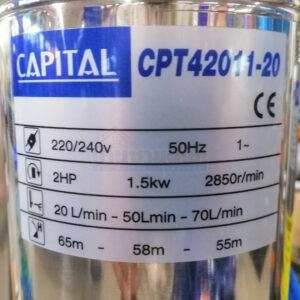 CAPITAL CPT42011-20
CE
220/240v 50Hz 1~
2HP 1.5kw 2850r/min
20 L/min - 50Lmin - 70L/min
65m - 58m - 55m